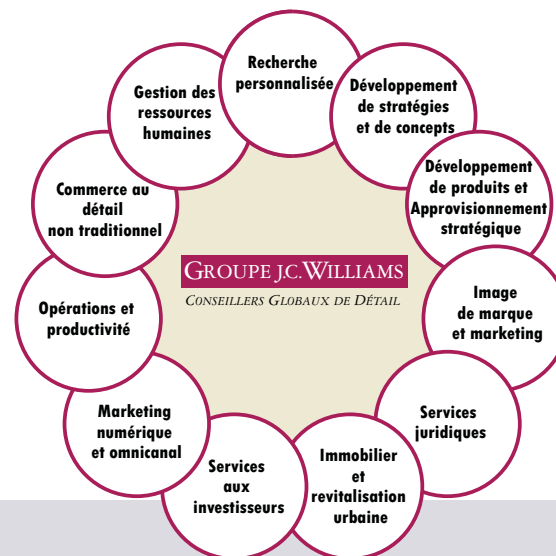 Recherche
personnalisée
Développement
de stratégies
et de concepts
Développement
de produits et
Approvisionnement
stratégique
Image
de marque
et marketing
Services
juridiques
Immobilier
et
revitalisation
urbaine
Services
aux
investisseurs
Marketing
numérique
et omnicanal
Opérations et
productivité
Commerce au
détail
non traditionnel
Gestion des
ressources
humaines
GROUPE J.C. WILLIAMS
CONSEILLERS GLOBAUX DE DÉTAIL